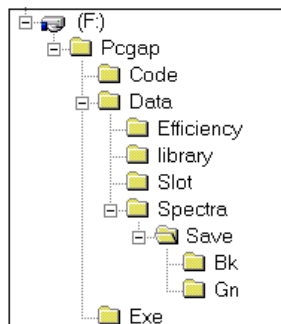 (F:)
Pcgap
Code
Data
Efficiency
library
Slot
Spectra
Save
Bk
Gn
Exe